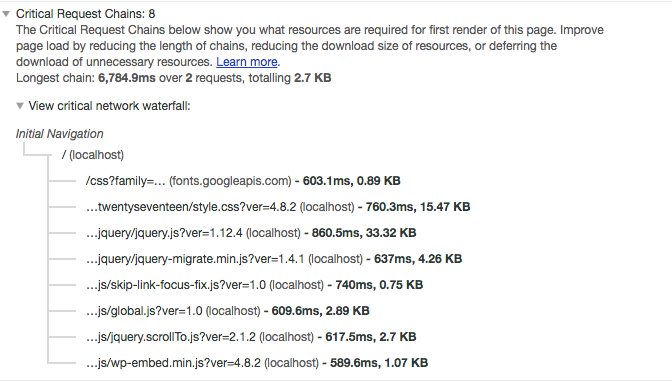 Critical Request Chains: 8
The Critical Request Chains below show you what resources are required for first render of this page. Improve
page load by reducing the length of chains, reducing the download size of resources, or deferring the
download of unnecessary resources. Learn more.
Longest chain: 6,784.9ms over 2 requests, totalling 2.7 KB
View critical network waterfall:
Initial Navigation
/ (localhost)
/css?family=… (fonts.googleapis.com) - 603.1ms, 0.89 KB
…twentyseventeen/style.css?ver=4.8.2 (localhost) - 760.3ms, 15.47 KB
…jquery/jquery.js?ver=1.12.4 (localhost) - 860.5ms, 33.32 KB
…jquery/jquery-migrate.min.js?ver=1.4.1 (localhost) - 637ms, 4.26 KB
…js/skip-link-focus-fix.js?ver=1.0 (localhost) - 740ms, 0.75 KB
…js/global.js?ver=1.0 (localhost) - 609.6ms, 2.89 KB
…js/jquery.scrollTo.js?ver=2.1.2 (localhost) - 617.5ms, 2.7 KB
…js/wp-embed.min.js?ver=4.8.2 (localhost) - 589.6ms, 1.07 KB